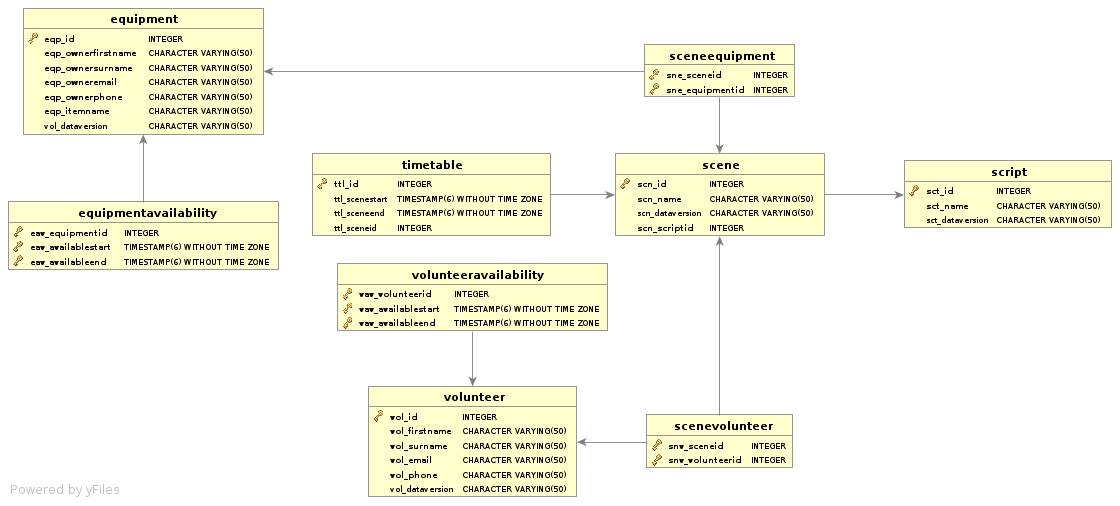 equipment
eqp_id INTEGER
eqp_ownerfirstname CHARACTER VARYING(50)
eqp_ownersurname CHARACTER VARYING(50)
eqp_owneremail CHARACTER VARYING(50)
eqp_ownerphone CHARACTER VARYING(50)
eqp_itemname CHARACTER VARYING(50)
vol_dataversion CHARACTER VARYING(50)
sceneequipment
sne_sceneid INTEGER
sne_equipmentid INTEGER
timetable
ttl_id INTEGER
ttl_scenestart TIMESTAMP(6) WITHOUT TIME ZONE
ttl_sceneend TIMESTAMP(6) WITHOUT TIME ZONE
ttl_sceneid INTEGER
scene
scn_id INTEGER
scn_name CHARACTER VARYING(50)
scn_dataversion CHARACTER VARYING(50)
scn_scriptid INTEGER
script
sct_id INTEGER
sct_name CHARACTER VARYING(50)
sct_dataversion CHARACTER VARYING(50)
equipmentavailability
eav_equipmentid INTEGER
eav_availablestart TIMESTAMP(6) WITHOUT TIME ZONE
eav_availableend TIMESTAMP(6) WITHOUT TIME ZONE
volunteeravailability
vav_volunteerid INTEGER
vav_availablestart TIMESTAMP(6) WITHOUT TIME ZONE
vav_availableend TIMESTAMP(6) WITHOUT TIME ZONE
volunteer
vol_id INTEGER
vol_firstname CHARACTER VARYING(50)
vol_surname CHARACTER VARYING(50)
vol_email CHARACTER VARYING(50)
vol_phone CHARACTER VARYING(50)
vol_dataversion CHARACTER VARYING(50)
scenevolunteer
snv_sceneid INTEGER
snv_volunteerid INTEGER
Powered by yFiles